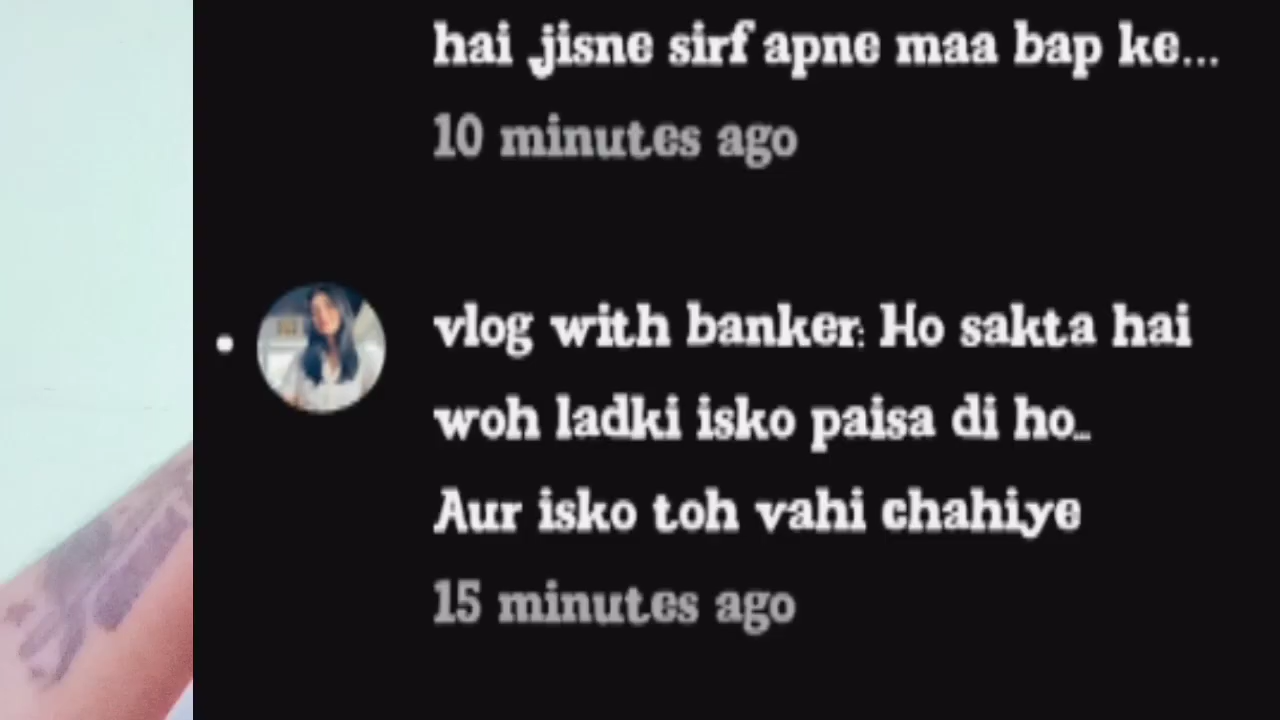 hai jisne sirf apne maa bap ke...
10 minutes ago
vlog with banker: Ho sakta hai
woh ladki isko paisa di ho...
Aur isko toh vahi chahiye
15 minutes ago